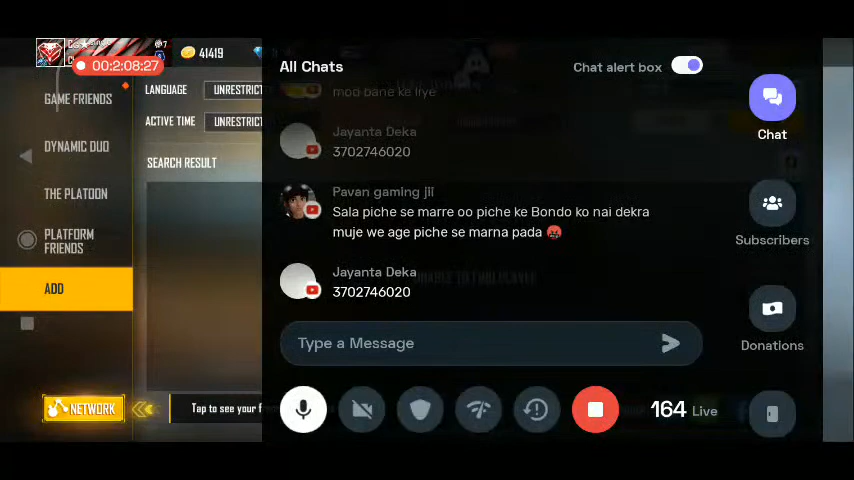 41419
00:2:08:27
GAME FRIENDS
DYNAMIC DUO
THE PLATOON
PLATFORM
FRIENDS
ADD
NETWORK
LANGUAGE
UNRESTRICT
ACTIVE TIME
UNRESTRICT
SEARCH RESULT
Tap to see your f
All Chats
Chat alert box
mod bane ke liye
Jayanta Deka
3702746020
Pavan gaming jii
Sala piche se marre oo piche ke Bondo ko nai dekra
muje we age piche se marna pada 🤬
Jayanta Deka
3702746020
Type a Message
164 Live
Chat
Subscribers
Donations